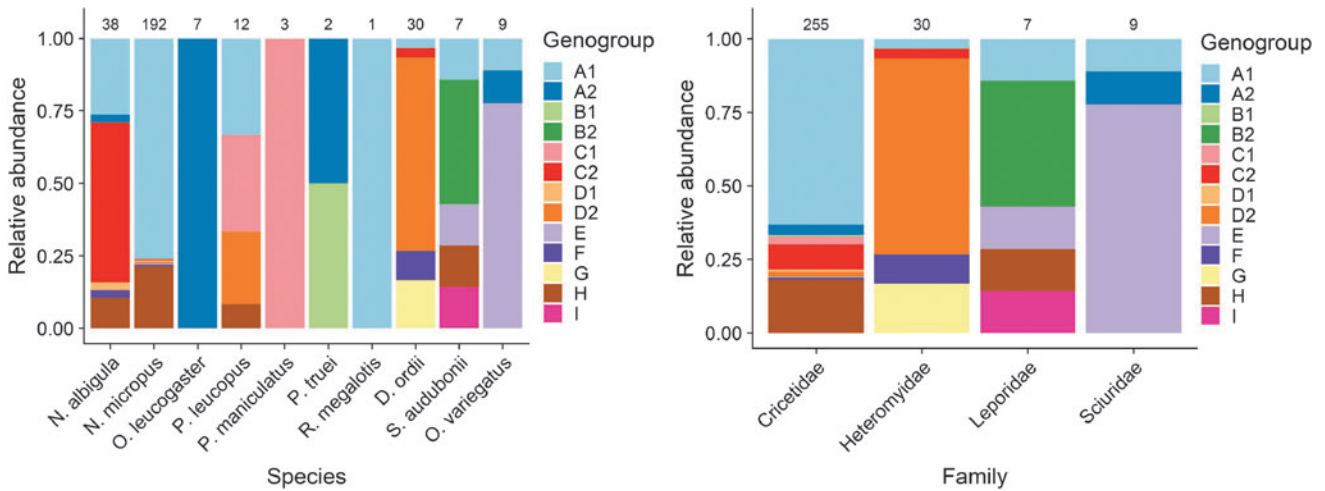 38 192 7 12 3 2 1 30 7 9
Relative abundance
1.00
0.75
0.50
0.25
0.00
N. albigula
N. micropus
O. leucogaster
P. leucopus
P. maniculatus
P. truei
R. megalotis
D. ordii
S. audubonii
O. variegatus
Species
Genogroup
A1
A2
B1
B2
C1
C2
D1
D2
E
F
G
H
I
255 30 7 9
Relative abundance
1.00
0.75
0.50
0.25
0.00
Cricetidae
Heteromyidae
Leporidae
Sciuridae
Family
Genogroup
A1
A2
B1
B2
C1
C2
D1
D2
E
F
G
H
I